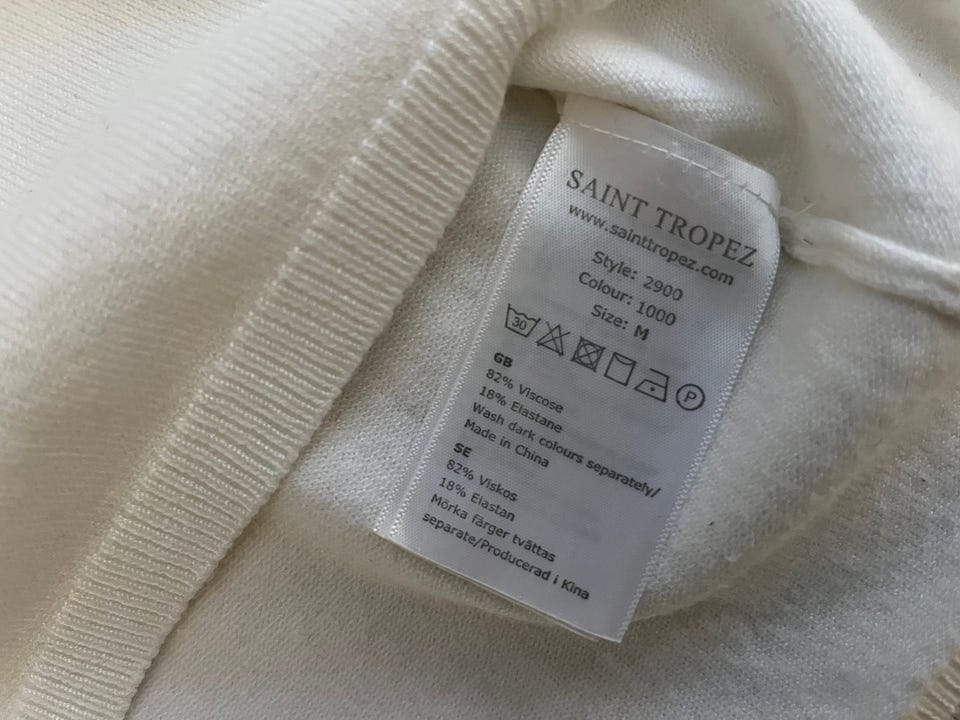 SAINT TROPEZ
www.sainttropez.com
Style: 2900
Colour: 1000
Size: M
30 P
GB
82% Viscose
18% Elastane
Wash dark colours separately/
Made in China
SE
82% Viskos
18% Elastan
Mörka färger tvättas
separate/Producerad i Kina